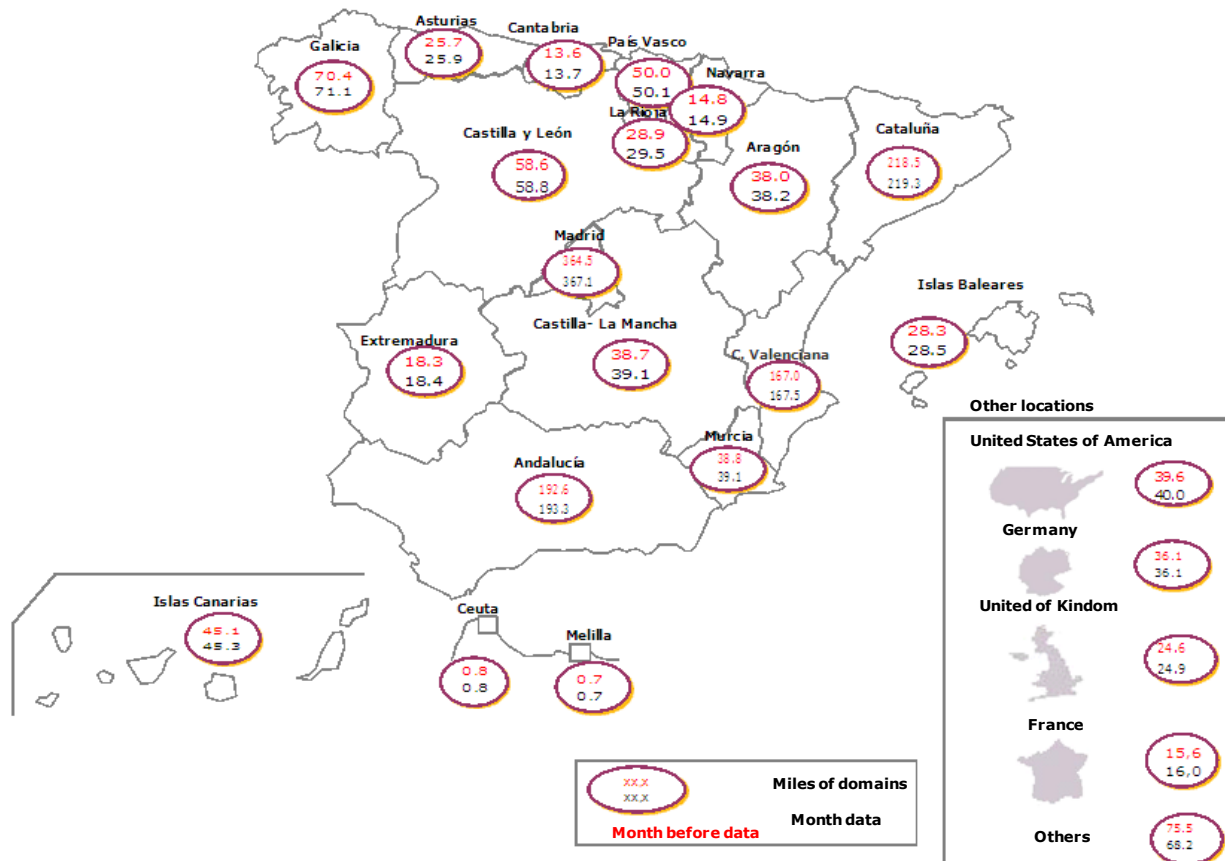 Asturias
25.7
25.9
Cantabria
13.6
13.7
País Vasco
50.0
50.1
Galicia
70.4
71.1
Navarra
14.8
14.9
La Rioja
28.9
29.5
Castilla y León
58.6
58.8
Aragón
38.0
38.2
Cataluña
218.5
219.3
Madrid
364.5
367.1
Islas Baleares
28.3
28.5
Extremadura
18.3
18.4
Castilla- La Mancha
38.7
39.1
C. Valenciana
167.0
167.5
Murcia
38.8
39.1
Andalucía
192.6
193.3
Islas Canarias
45.1
45.3
Ceuta
0.8
0.8
Melilla
0.7
0.7
Other locations
United States of America
39.6
40.0
Germany
36.1
36.1
United of Kindom
24.6
24.9
France
15,6
16,0
Others
75.5
68.2
xx.x
xx.x
Miles of domains
Month data
Month before data